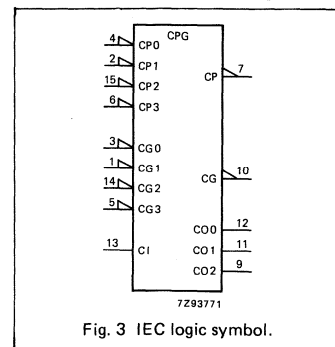 CPG
4 CP0
2 CP1
15 CP2
6 CP3
CP 7
3 CG0
1 CG1
14 CG2
5 CG3
CG 10
13 CI
CO0 12
CO1 11
CO2 9
7Z93771
Fig. 3 IEC logic symbol.